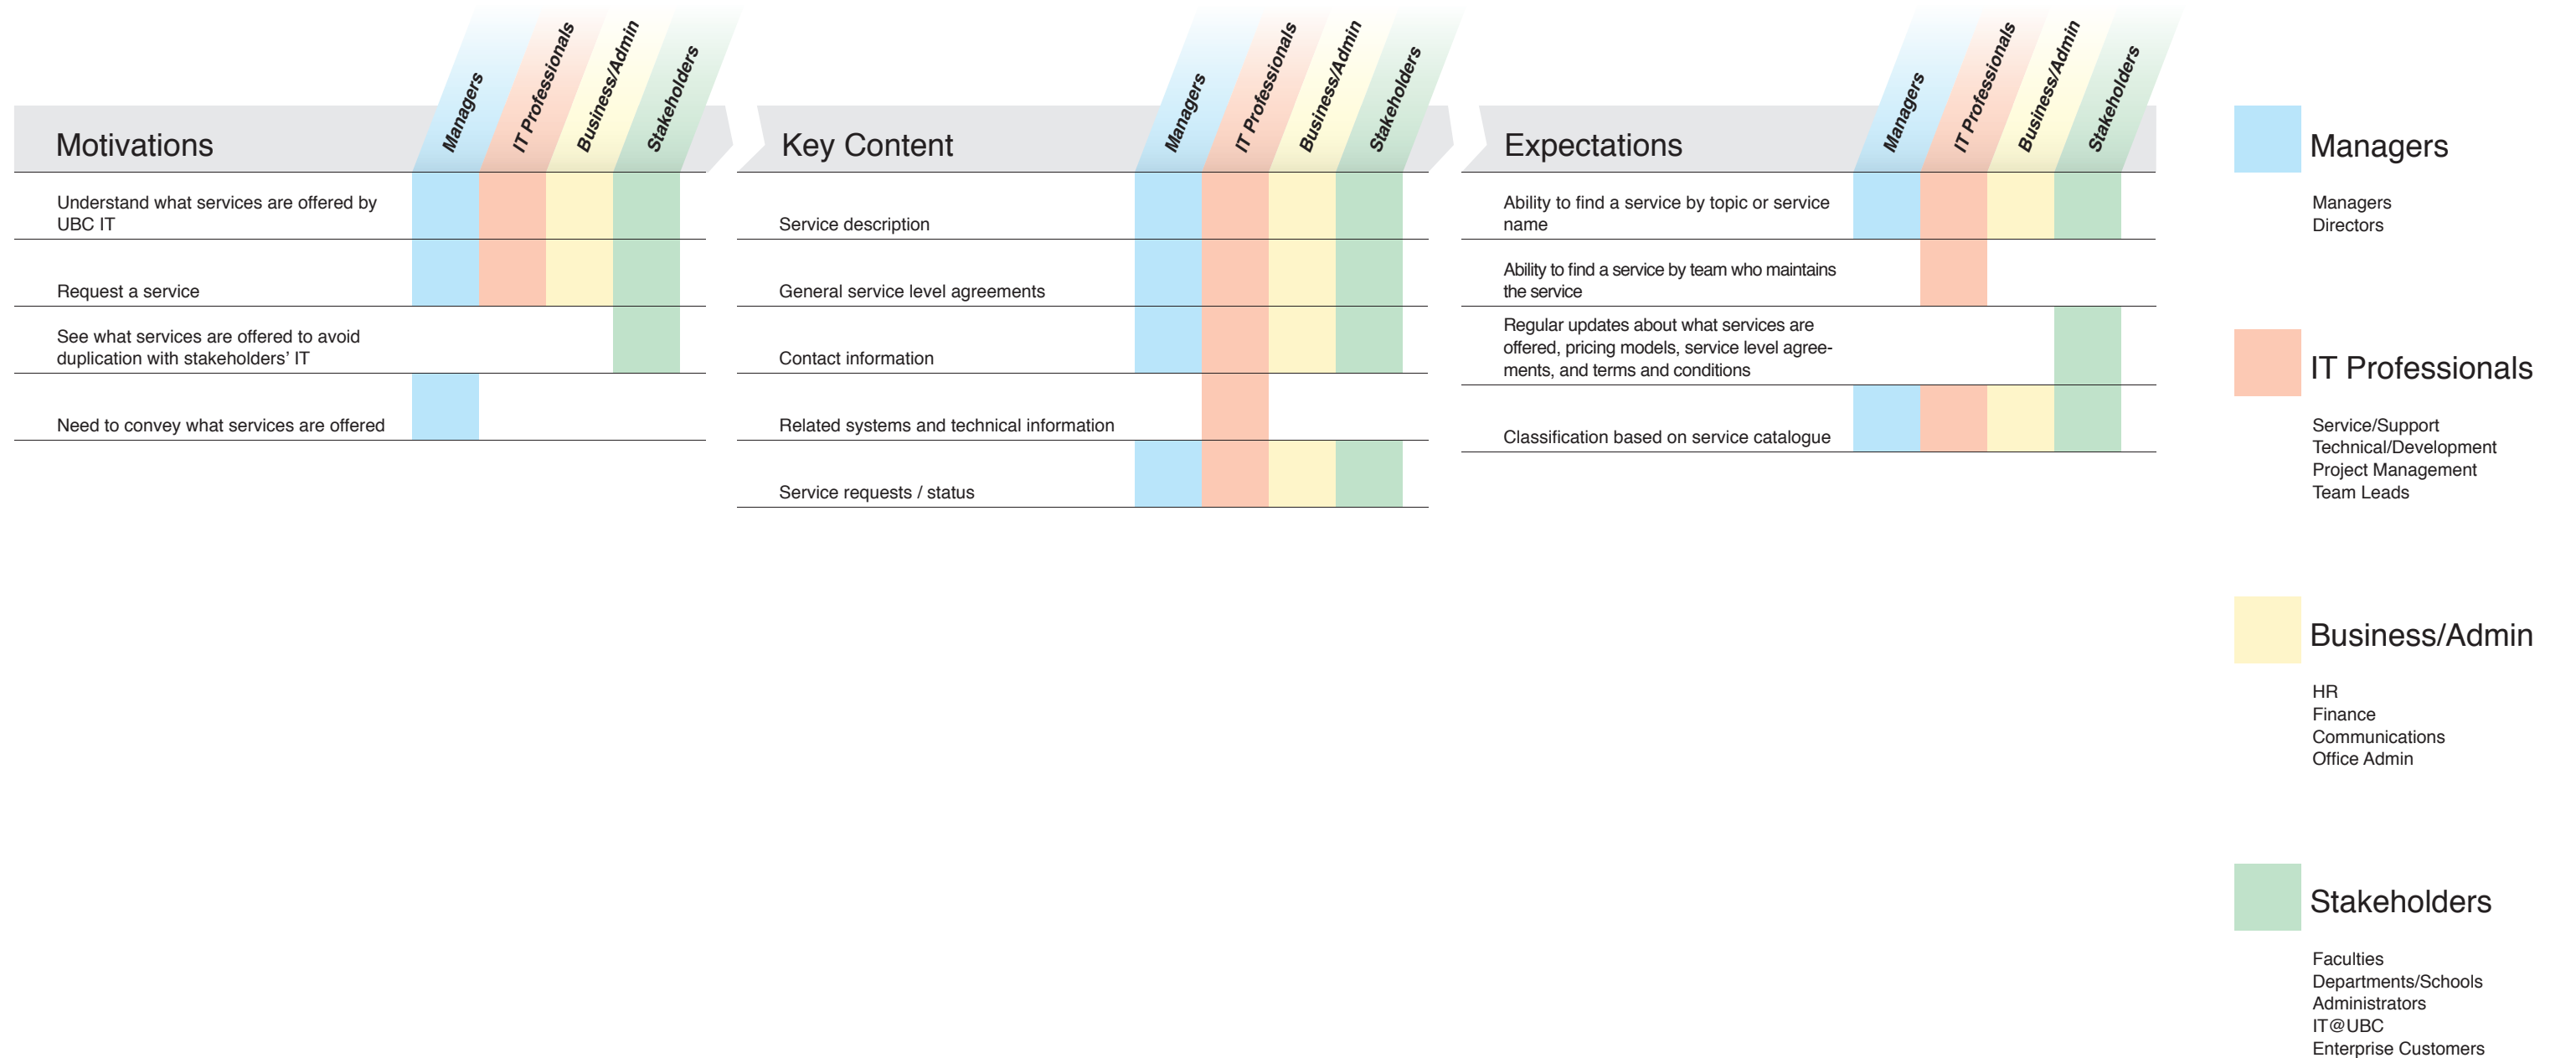 Motivations
Managers
IT Professionals
Business/Admin
Stakeholders
Understand what services are offered by
UBC IT
Request a service
See what services are offered to avoid
duplication with stakeholders’ IT
Need to convey what services are offered
Key Content
Managers
IT Professionals
Business/Admin
Stakeholders
Service description
General service level agreements
Contact information
Related systems and technical information
Service requests / status
Expectations
Managers
IT Professionals
Business/Admin
Stakeholders
Ability to find a service by topic or service
name
Ability to find a service by team who maintains
the service
Regular updates about what services are
offered, pricing models, service level agree-
ments, and terms and conditions
Classification based on service catalogue
Managers
Managers
Directors
IT Professionals
Service/Support
Technical/Development
Project Management
Team Leads
Business/Admin
HR
Finance
Communications
Office Admin
Stakeholders
Faculties
Departments/Schools
Administrators
IT@UBC
Enterprise Customers